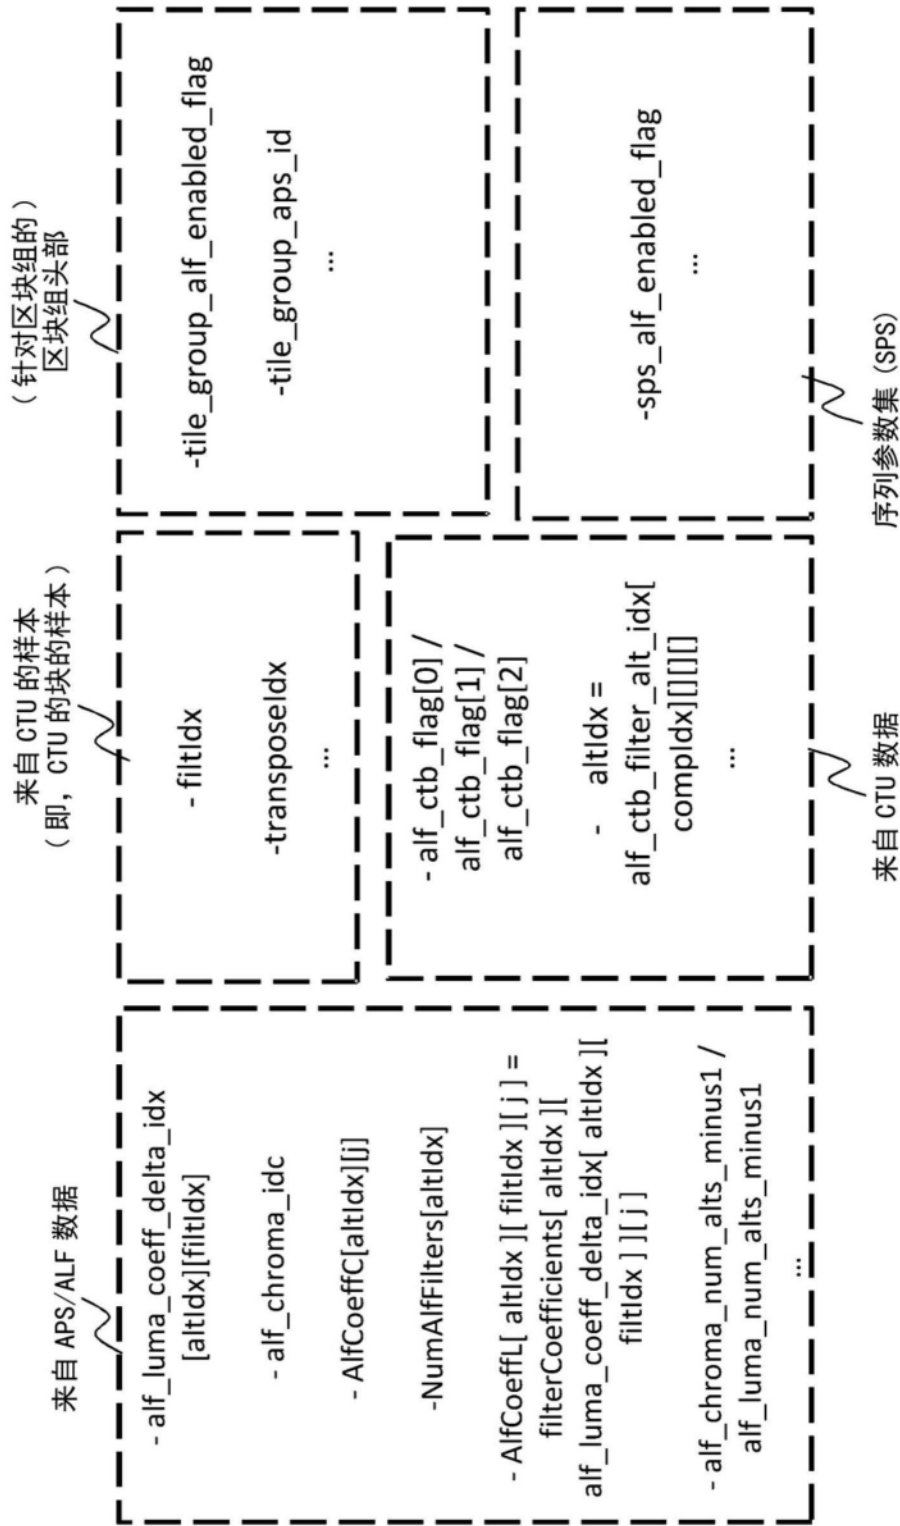 来自 APS/ALF 数据
- alf_luma_coeff_delta_idx
[altIdx][filtIdx]
- alf_chroma_idc
- AlfCoeffC[altIdx][j]
-NumAlfFilters[altIdx]
- AlfCoeffL[ altIdx ][ filtIdx ][ j ] =
filterCoefficients[ altIdx ][
alf_luma_coeff_delta_idx[ altIdx ][
filtIdx ] ][ j ]
- alf_chroma_num_alts_minus1 /
alf_luma_num_alts_minus1
...
来自 CTU 的样本
(即, CTU 的块的样本)
- filtIdx
-transposeIdx
...
- alf_ctb_flag[0] /
alf_ctb_flag[1] /
alf_ctb_flag[2]
- altIdx =
alf_ctb_filter_alt_idx[
compIdx][][][]
...
来自 CTU 数据
(针对区块组的)
区块组头部
-tile_group_alf_enabled_flag
-tile_group_aps_id
...
-sps_alf_enabled_flag
...
序列参数集 (SPS)